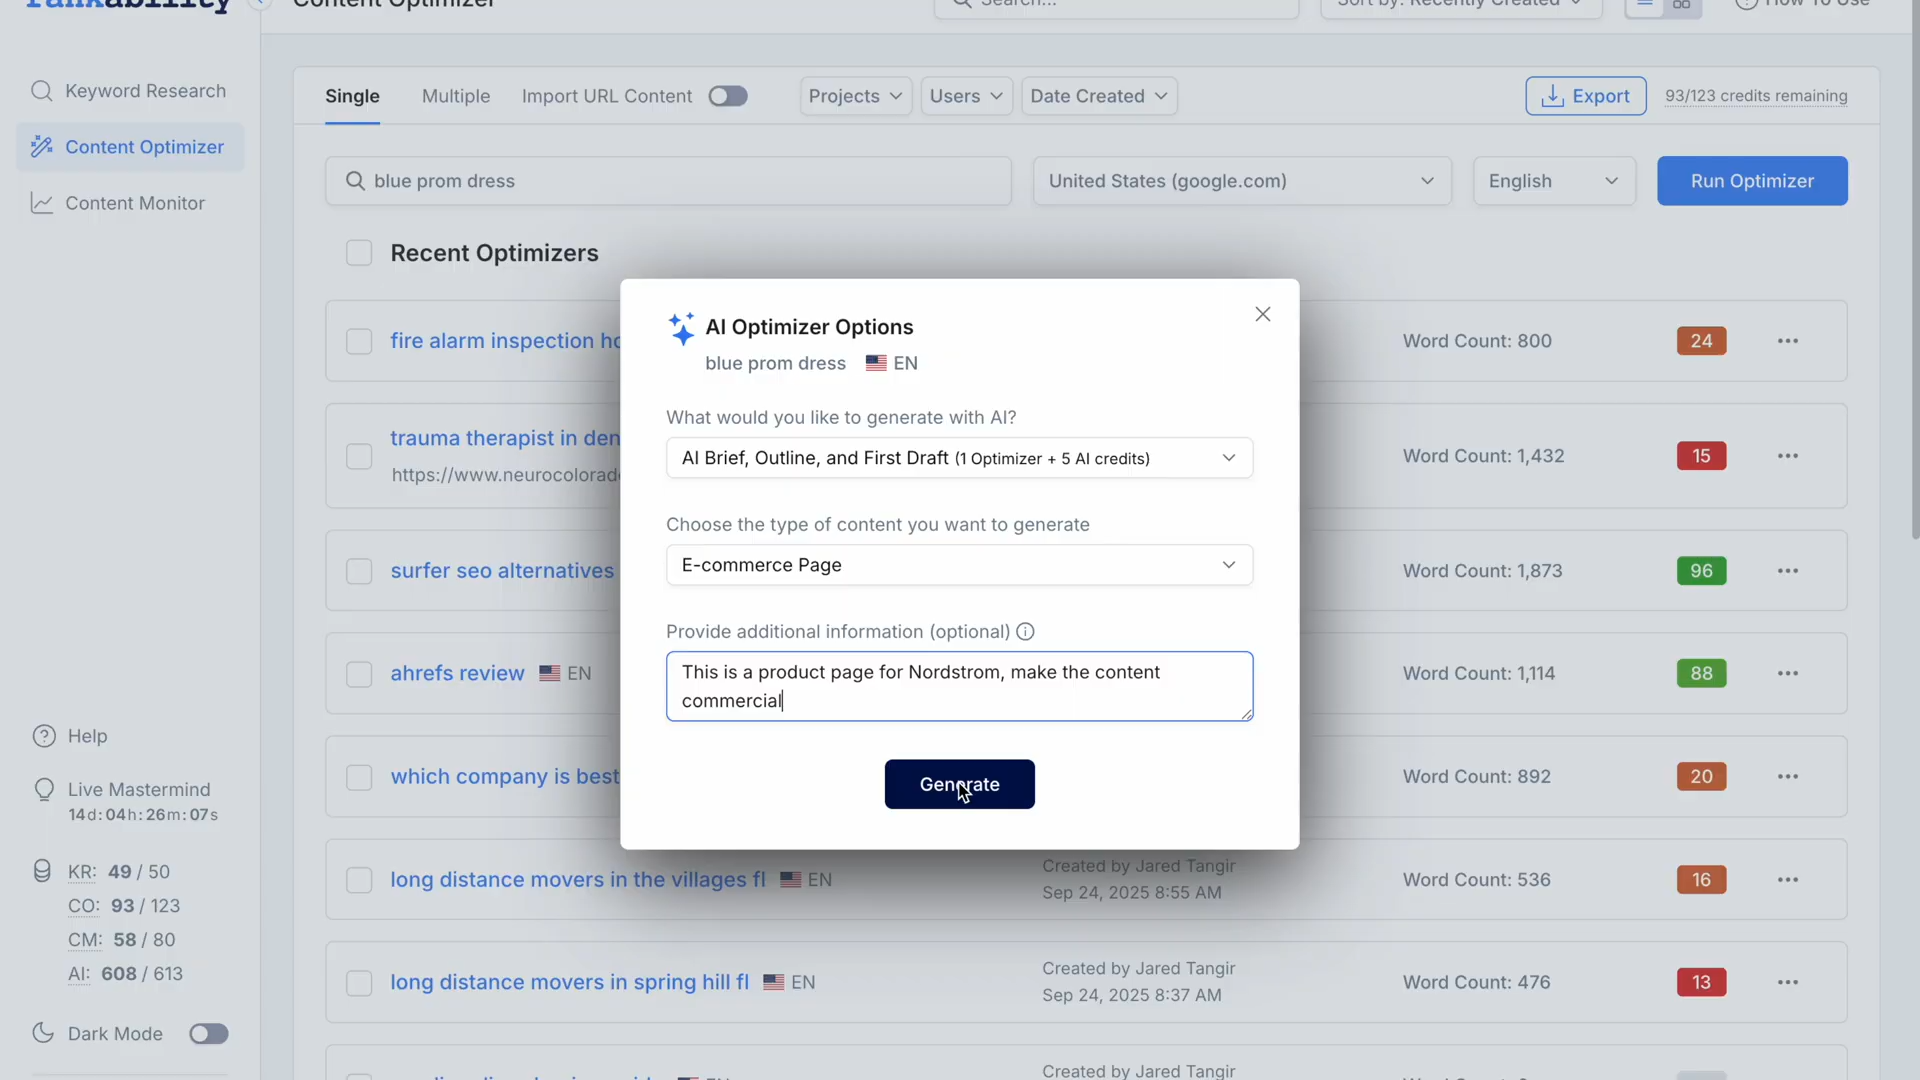 rankability
Content Optimizer
Search...
Sort by: Recently Created
How To Use
Keyword Research
Content Optimizer
Content Monitor
Single
Multiple
Import URL Content
Projects
Users
Date Created
Export
93/123 credits remaining
blue prom dress
United States (google.com)
English
Run Optimizer
Recent Optimizers
fire alarm inspection
Word Count: 800
24
trauma therapist in
https://www.neurocolorad
Word Count: 1,432
15
surfer seo alternatives
Word Count: 1,873
96
ahrefs review EN
Word Count: 1,114
88
which company is best
Word Count: 892
20
long distance movers in the villages fl EN
Created by Jared Tangir
Sep 24, 2025 8:55 AM
Word Count: 536
16
long distance movers in spring hill fl EN
Created by Jared Tangir
Sep 24, 2025 8:37 AM
Word Count: 476
13
Created by Jared Tangir
AI Optimizer Options
blue prom dress EN
What would you like to generate with AI?
AI Brief, Outline, and First Draft (1 Optimizer + 5 AI credits)
Choose the type of content you want to generate
E-commerce Page
Provide additional information (optional)
This is a product page for Nordstrom, make the content
commercial
Generate
Help
Live Mastermind
14d: 04h: 26m: 07s
KR: 49 / 50
CO: 93 / 123
CM: 58 / 80
AI: 608 / 613
Dark Mode